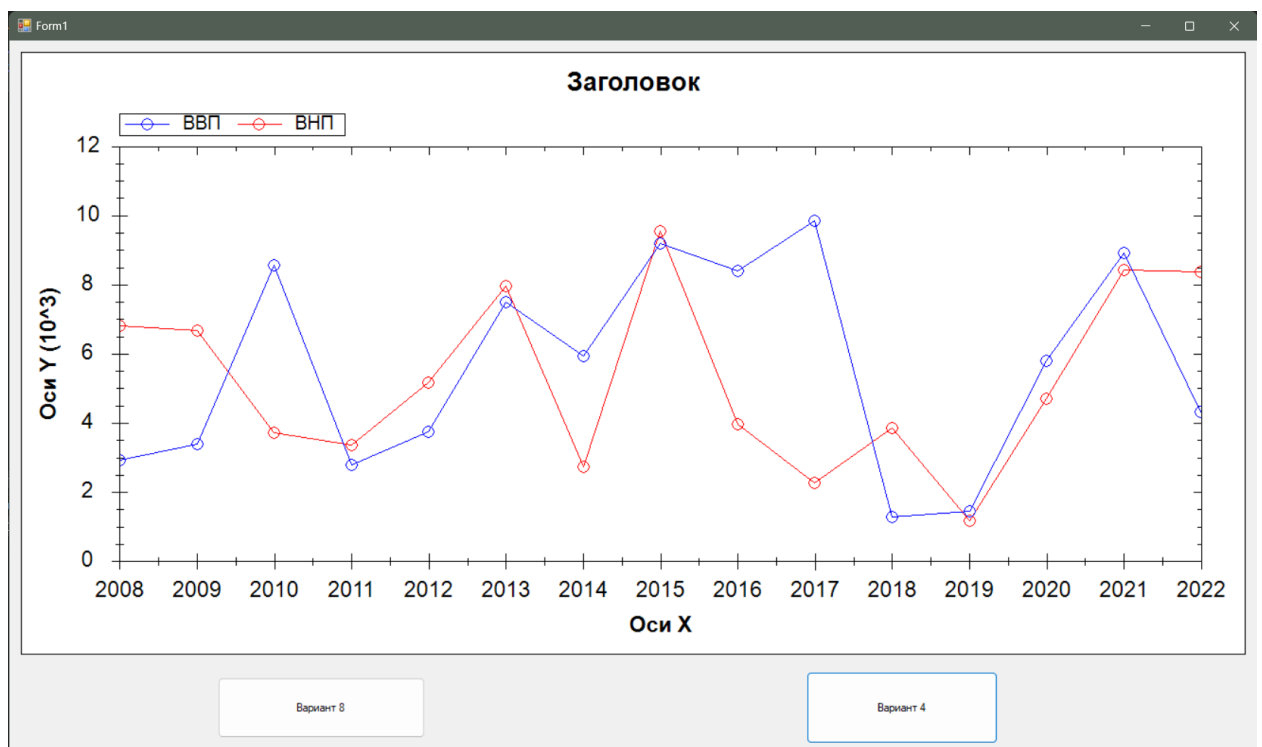 Form1
Заголовок
ВВП ВНП
12
10
8
6
4
2
0
Оси Y (10^3)
2008 2009 2010 2011 2012 2013 2014 2015 2016 2017 2018 2019 2020 2021 2022
Оси X
Вариант 8 Вариант 4